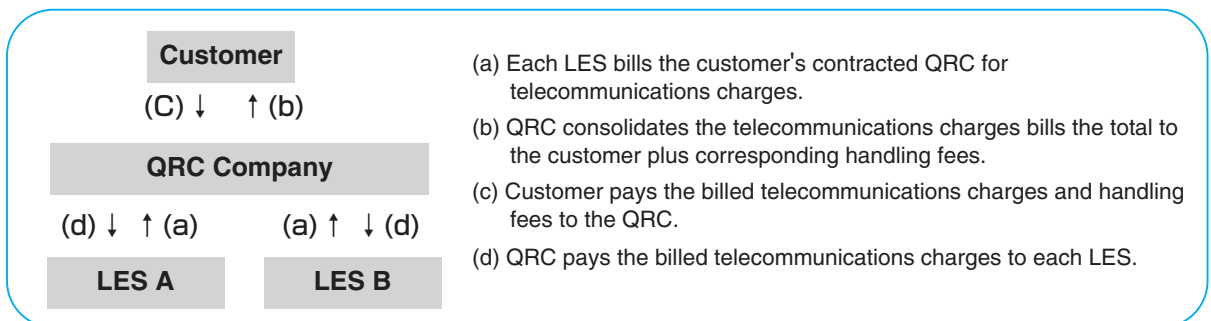 Customer
(C) ↓ ↑ (b)
QRC Company
(d) ↓ ↑ (a) (a) ↑ ↓ (d)
LES A LES B
(a) Each LES bills the customer's contracted QRC for
telecommunications charges.
(b) QRC consolidates the telecommunications charges bills the total to
the customer plus corresponding handling fees.
(c) Customer pays the billed telecommunications charges and handling
fees to the QRC.
(d) QRC pays the billed telecommunications charges to each LES.